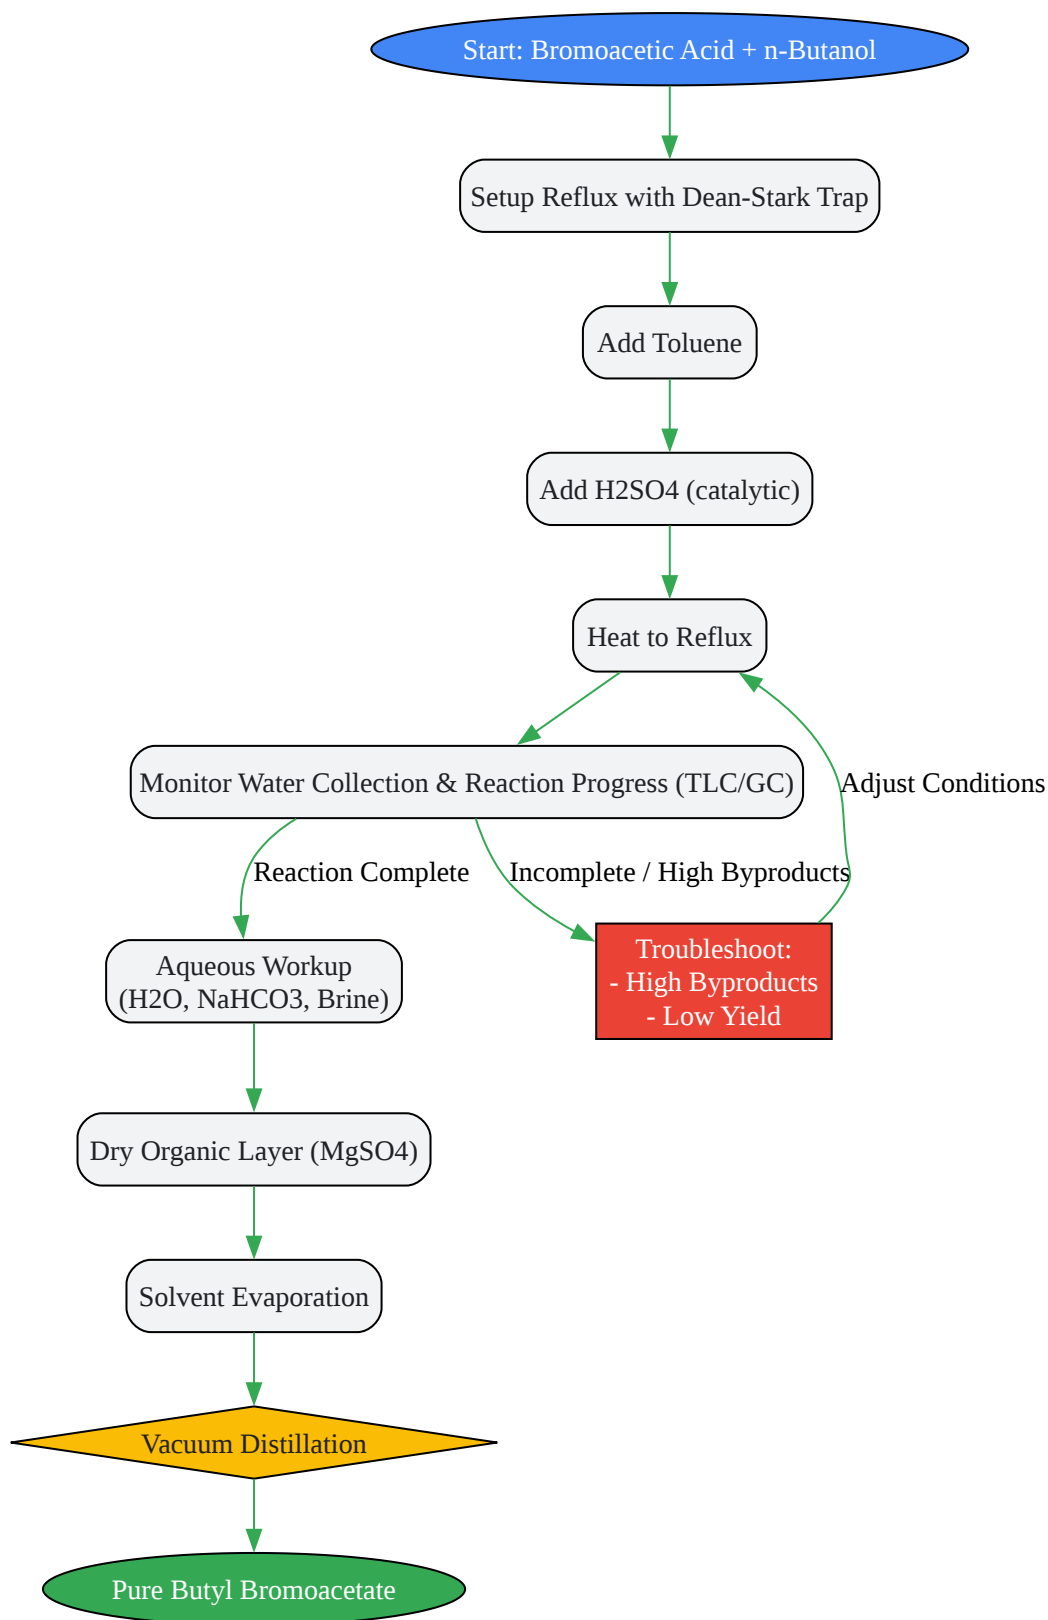 Start: Bromoacetic Acid + n-Butanol
Setup Reflux with Dean-Stark Trap
Add Toluene
Add H2SO4 (catalytic)
Heat to Reflux
Monitor Water Collection & Reaction Progress (TLC/GC)
Adjust Conditions
Reaction Complete
Incomplete / High Byproducts
Troubleshoot:
- High Byproducts
- Low Yield
Aqueous Workup
(H2O, NaHCO3, Brine)
Dry Organic Layer (MgSO4)
Solvent Evaporation
Vacuum Distillation
Pure Butyl Bromoacetate